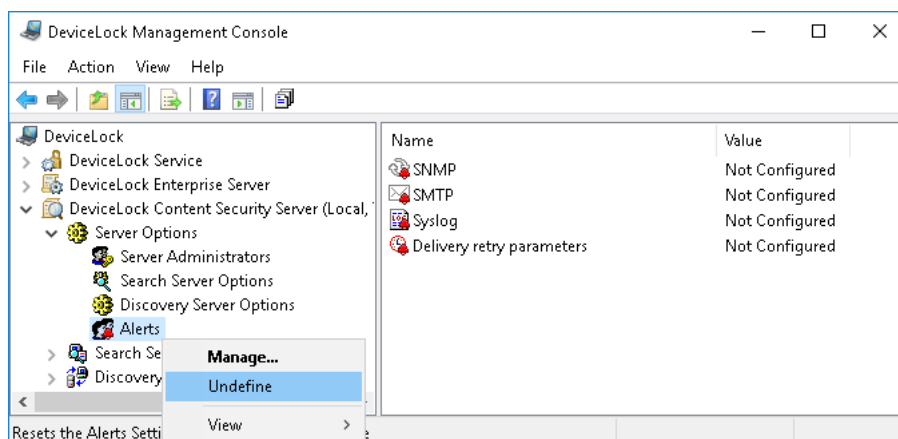 DeviceLock Management Console
File Action View Help
DeviceLock
DeviceLock Service
DeviceLock Enterprise Server
DeviceLock Content Security Server (Local,
Server Options
Server Administrators
Search Server Options
Discovery Server Options
Alerts
Search Se
Discovery
Manage...
Undefine
View
Name Value
SNMP Not Configured
SMTP Not Configured
Syslog Not Configured
Delivery retry parameters Not Configured
Resets the Alerts Setti